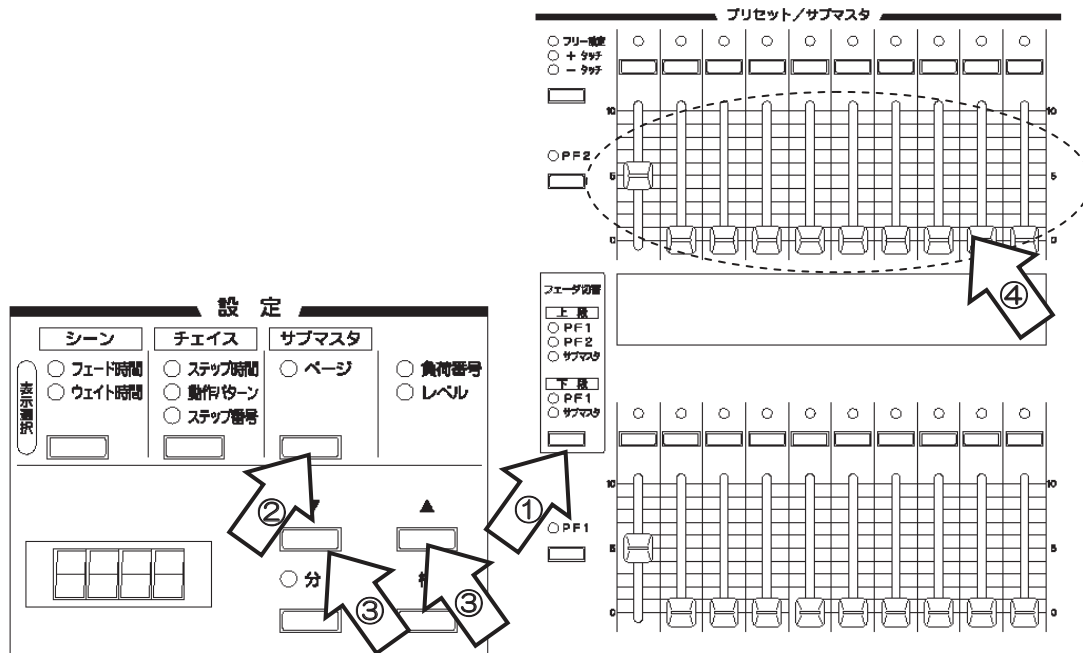 プリセット／サブマスタ
フリー確定
＋ タッチ
－ タッチ
PF2
10
5
0
10
5
0
④
フェーダ切替
上 段
PF1
PF2
サブマスタ
下 段
PF1
サブマスタ
①
PF1
10
5
0
10
5
0
設 定
シーン
チェイス
サブマスタ
表示選択
フェード時間
ウェイト時間
ステップ時間
動作パターン
ステップ番号
ページ
負荷番号
レベル
②
▲
分
③
③